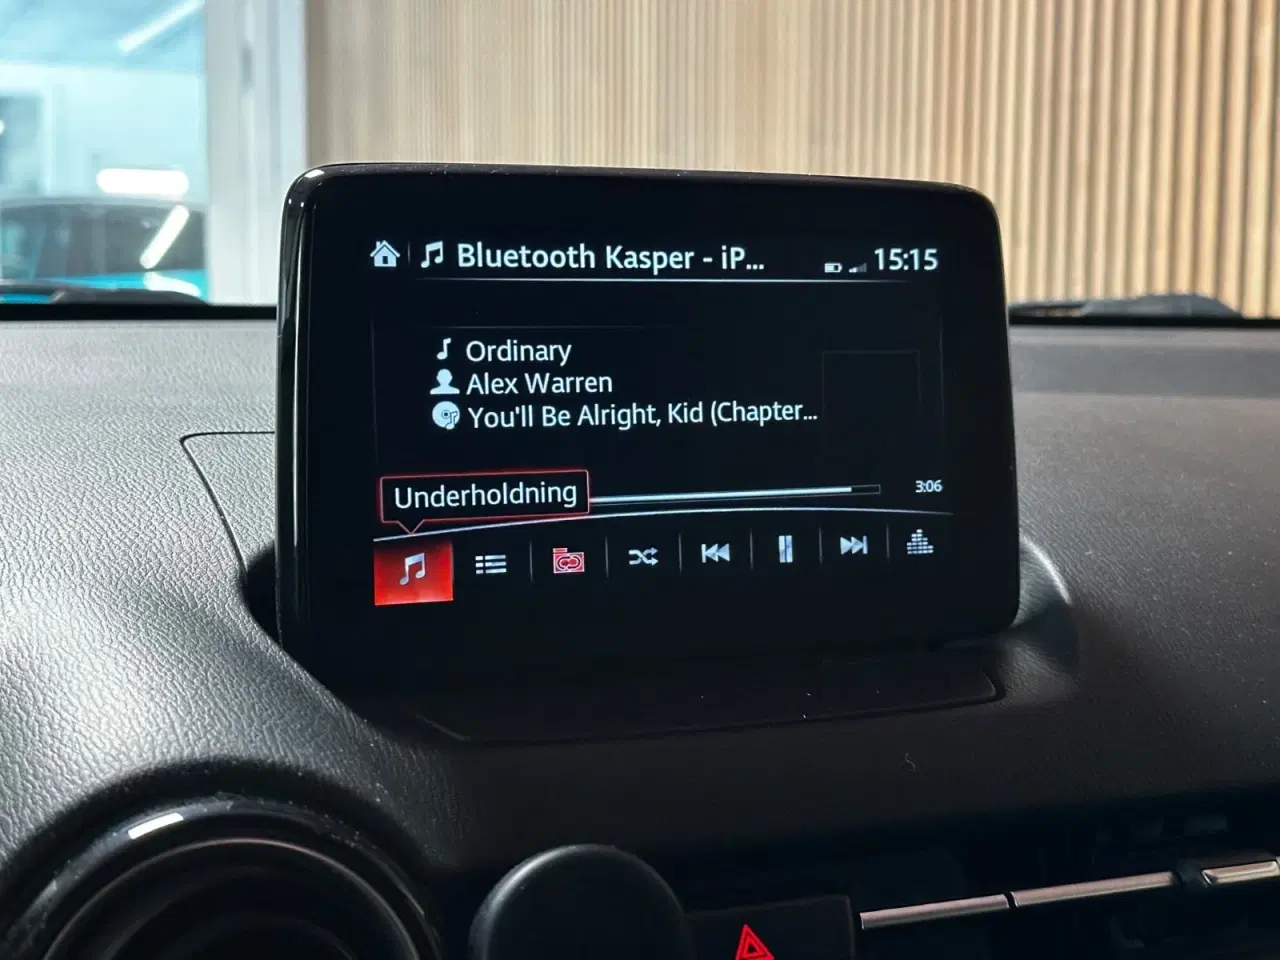 Bluetooth Kasper - iP... 15:15
Ordinary
Alex Warren
You'll Be Alright, Kid (Chapter...
3:06
Underholdning